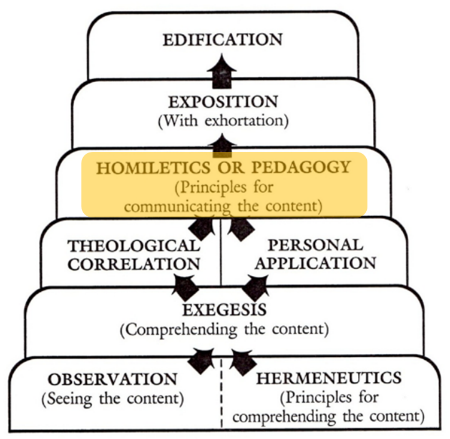 EDIFICATION
EXPOSITION
(With exhortation)
HOMILETICS OR PEDAGOGY
(Principles for
communicating the content)
THEOLOGICAL
CORRELATION
PERSONAL
APPLICATION
EXEGESIS
(Comprehending the content)
OBSERVATION
(Seeing the content)
HERMENEUTICS
(Principles for
comprehending the content)